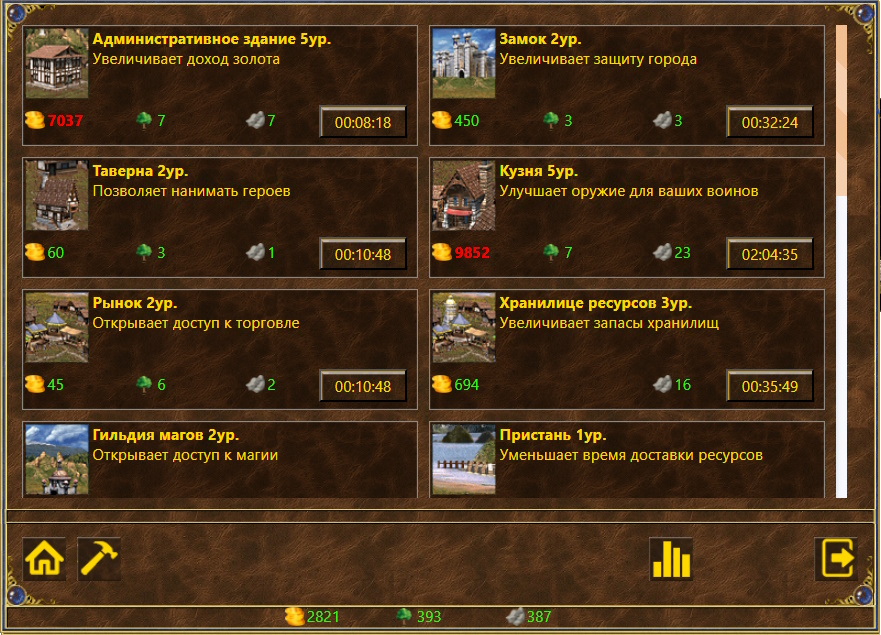 Административное здание 5ур.
Увеличивает доход золота
7037 7 7 00:08:18
Замок 2ур.
Увеличивает защиту города
450 3 3 00:32:24
Таверна 2ур.
Позволяет нанимать героев
60 3 1 00:10:48
Кузня 5ур.
Улучшает оружие для ваших воинов
9852 7 23 02:04:35
Рынок 2ур.
Открывает доступ к торговле
45 6 2 00:10:48
Хранилице ресурсов 3ур.
Увеличивает запасы хранилищ
694 16 00:35:49
Гильдия магов 2ур.
Открывает доступ к магии
Пристань 1ур.
Уменьшает время доставки ресурсов
2821 393 387